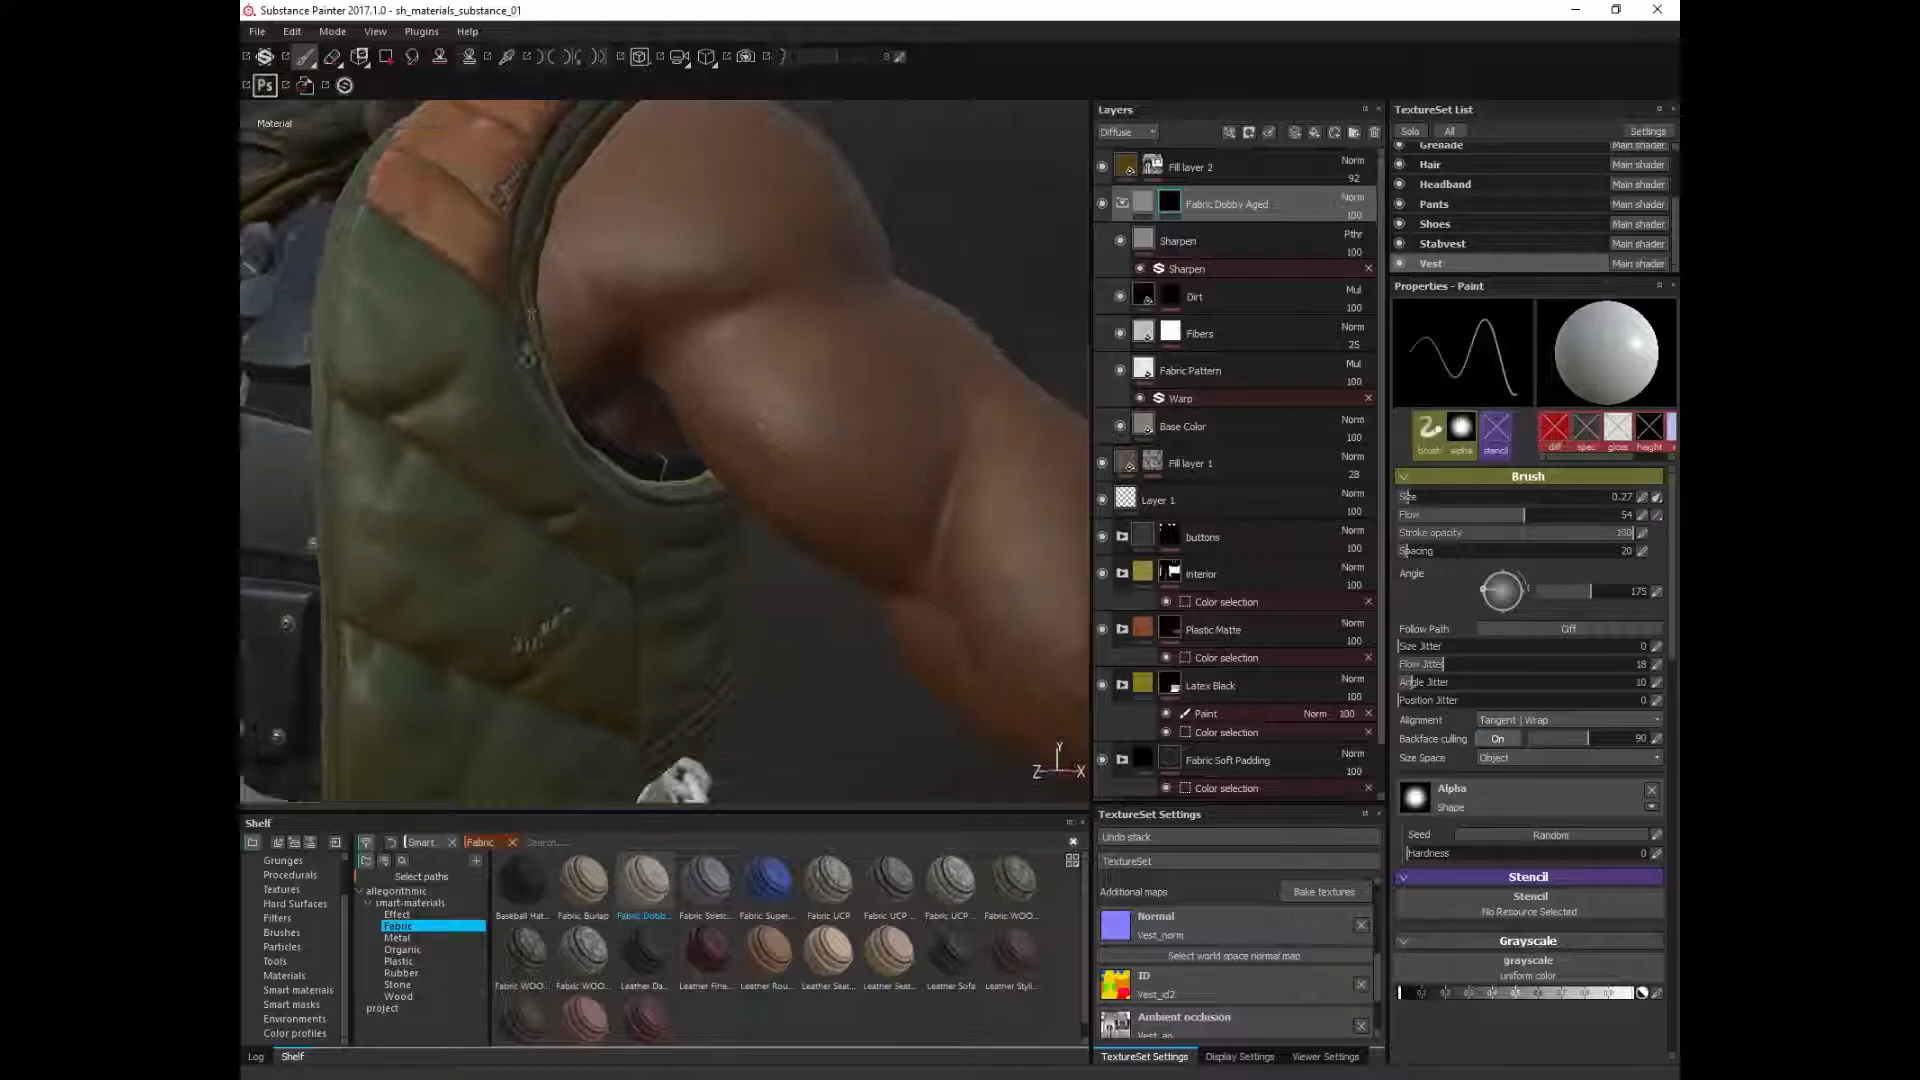 Substance Painter 2017.1.0 - sh_materials_substance_01
File Edit Mode View Plugins Help
Ps
Material
Layers
Diffuse
Fill layer 2 Norm 92
Fabric Dobby Aged Norm 100
Sharpen Pthr 100
Sharpen
Dirt Mul 100
Fibers Norm 25
Fabric Pattern Mul 100
Warp
Base Color Norm 100
Fill layer 1 Norm 28
Layer 1 Norm 100
buttons Norm 100
Interior Norm 100
Color selection
Plastic Matte Norm 100
Color selection
Latex Black Norm 100
Paint Norm 100
Color selection
Fabric Soft Padding Norm 100
Color selection
TextureSet List
Solo All Settings
Grenade Main shader
Hair Main shader
Headband Main shader
Pants Main shader
Shoes Main shader
Stabvest Main shader
Vest Main shader
Properties - Paint
brush alpha stencil diff spec gloss height
Brush
Size 0.27
Flow 54
Stroke opacity 100
Spacing 20
Angle 175
Follow Path Off
Size Jitter 0
Flow Jitter 18
Angle Jitter 10
Position Jitter 0
Alignment Tangent | Wrap
Backface culling On 90
Size Space Object
Alpha
Shape
Seed Random
Hardness 0
Stencil
Stencil
No Resource Selected
Grayscale
grayscale
uniform color
TextureSet Settings
Undo stack
TextureSet
Additional maps Bake textures
Normal
Vest_norm
Select world space normal map
ID
Vest_id2
Ambient occlusion
Vest_ao
TextureSet Settings Display Settings Viewer Settings
Shelf
Smart... Fabric Search...
Grunges
Procedurals
Textures
Hard Surfaces
Filters
Brushes
Particles
Tools
Materials
Smart materials
Smart masks
Environments
Color profiles
Select paths
allegorithmic
smart-materials
Effect
Fabric
Metal
Organic
Plastic
Rubber
Stone
Wood
project
Baseball Hat... Fabric Burlap Fabric Dobb... Fabric Stretc... Fabric Super... Fabric UCP Fabric UCP ... Fabric UCP ... Fabric WOO...
Fabric WOO... Fabric WOO... Leather Da... Leather Fine... Leather Rou... Leather Seat... Leather Seat... Leather Sofa Leather Styli...
Log Shelf